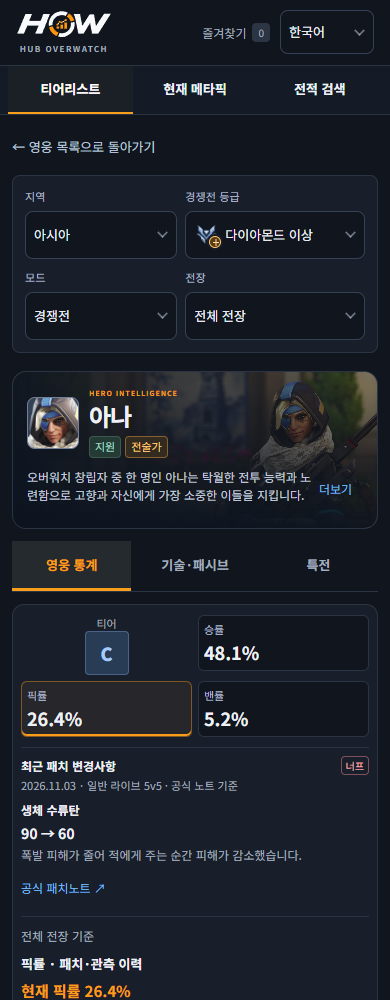 HOW
HUB OVERWATCH
즐겨찾기 0
한국어
티어리스트
현재 메타픽
전적 검색
← 영웅 목록으로 돌아가기
지역
경쟁전 등급
아시아
다이아몬드 이상
모드
전장
경쟁전
전체 전장
HERO INTELLIGENCE
아나
지원
전술가
오버워치 창립자 중 한 명인 아나는 탁월한 전투 능력과 노
련함으로 고향과 자신에게 가장 소중한 이들을 지킵니다.
더보기
영웅 통계
기술·패시브
특전
티어
C
승률
48.1%
픽률
26.4%
밴률
5.2%
최근 패치 변경사항
너프
2026.11.03 · 일반 라이브 5v5 · 공식 노트 기준
생체 수류탄
90 → 60
폭발 피해가 줄어 적에게 주는 순간 피해가 감소했습니다.
공식 패치노트 ↗
전체 전장 기준
픽률 · 패치·관측 이력
현재 픽률 26.4%